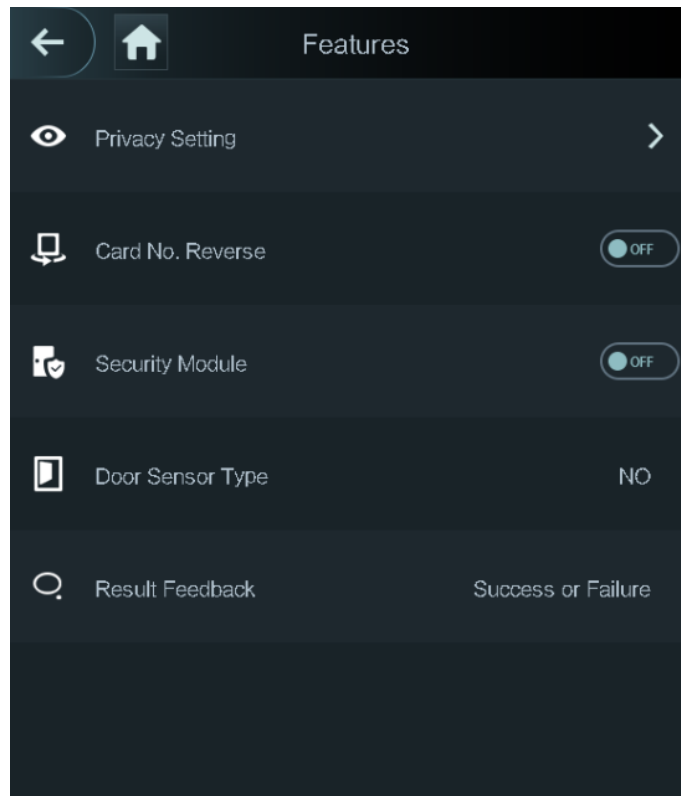 Features
Privacy Setting
Card No. Reverse OFF
Security Module OFF
Door Sensor Type NO
Result Feedback Success or Failure